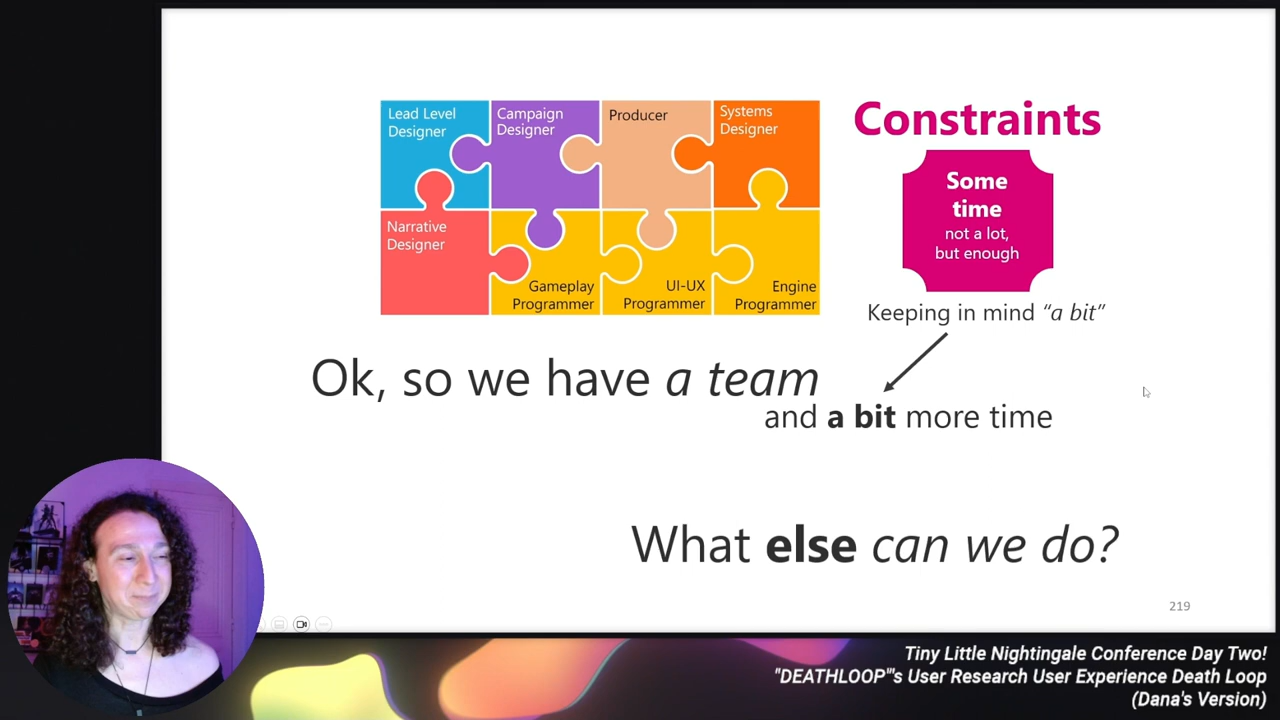 Lead Level
Designer
Campaign
Designer
Producer
Systems
Designer
Narrative
Designer
Gameplay
Programmer
UI-UX
Programmer
Engine
Programmer
Constraints
Some
time
not a lot,
but enough
Keeping in mind “a bit”
Ok, so we have a team
and a bit more time
What else can we do?
219
Tiny Little Nightingale Conference Day Two!
"DEATHLOOP"'s User Research User Experience Death Loop
(Dana's Version)